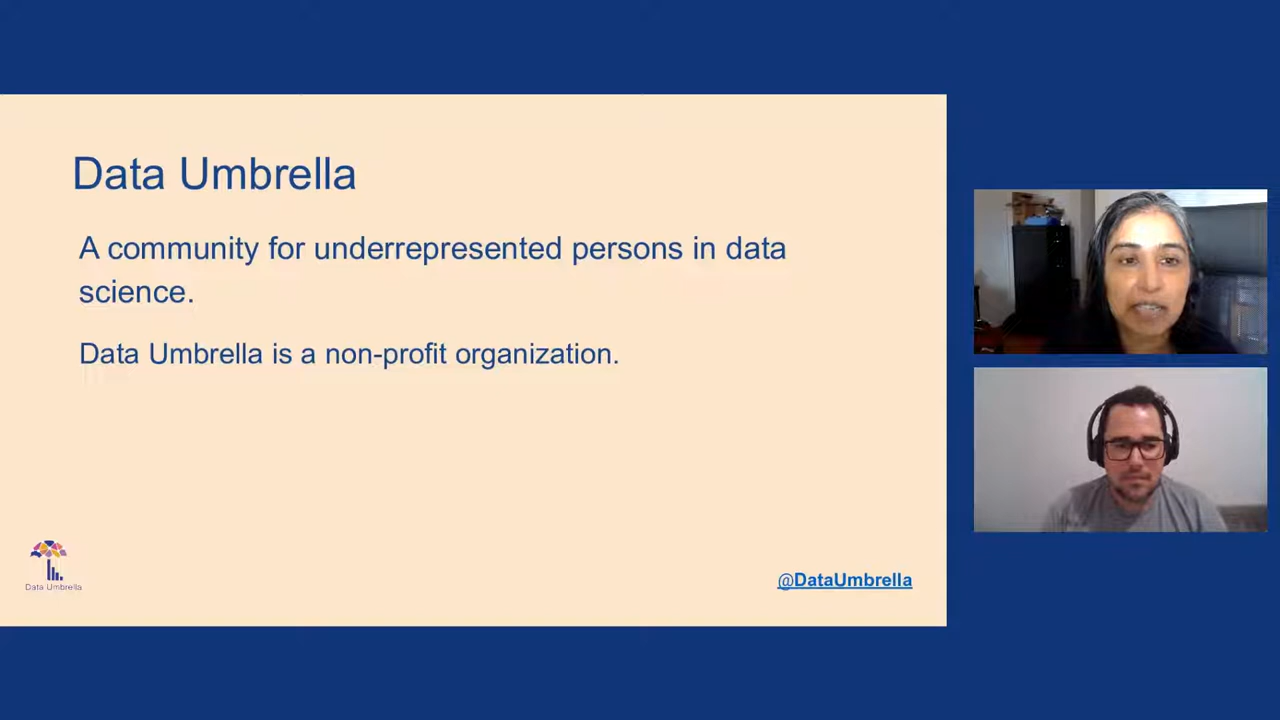 Data Umbrella
A community for underrepresented persons in data
science.
Data Umbrella is a non-profit organization.
Data Umbrella
@DataUmbrella